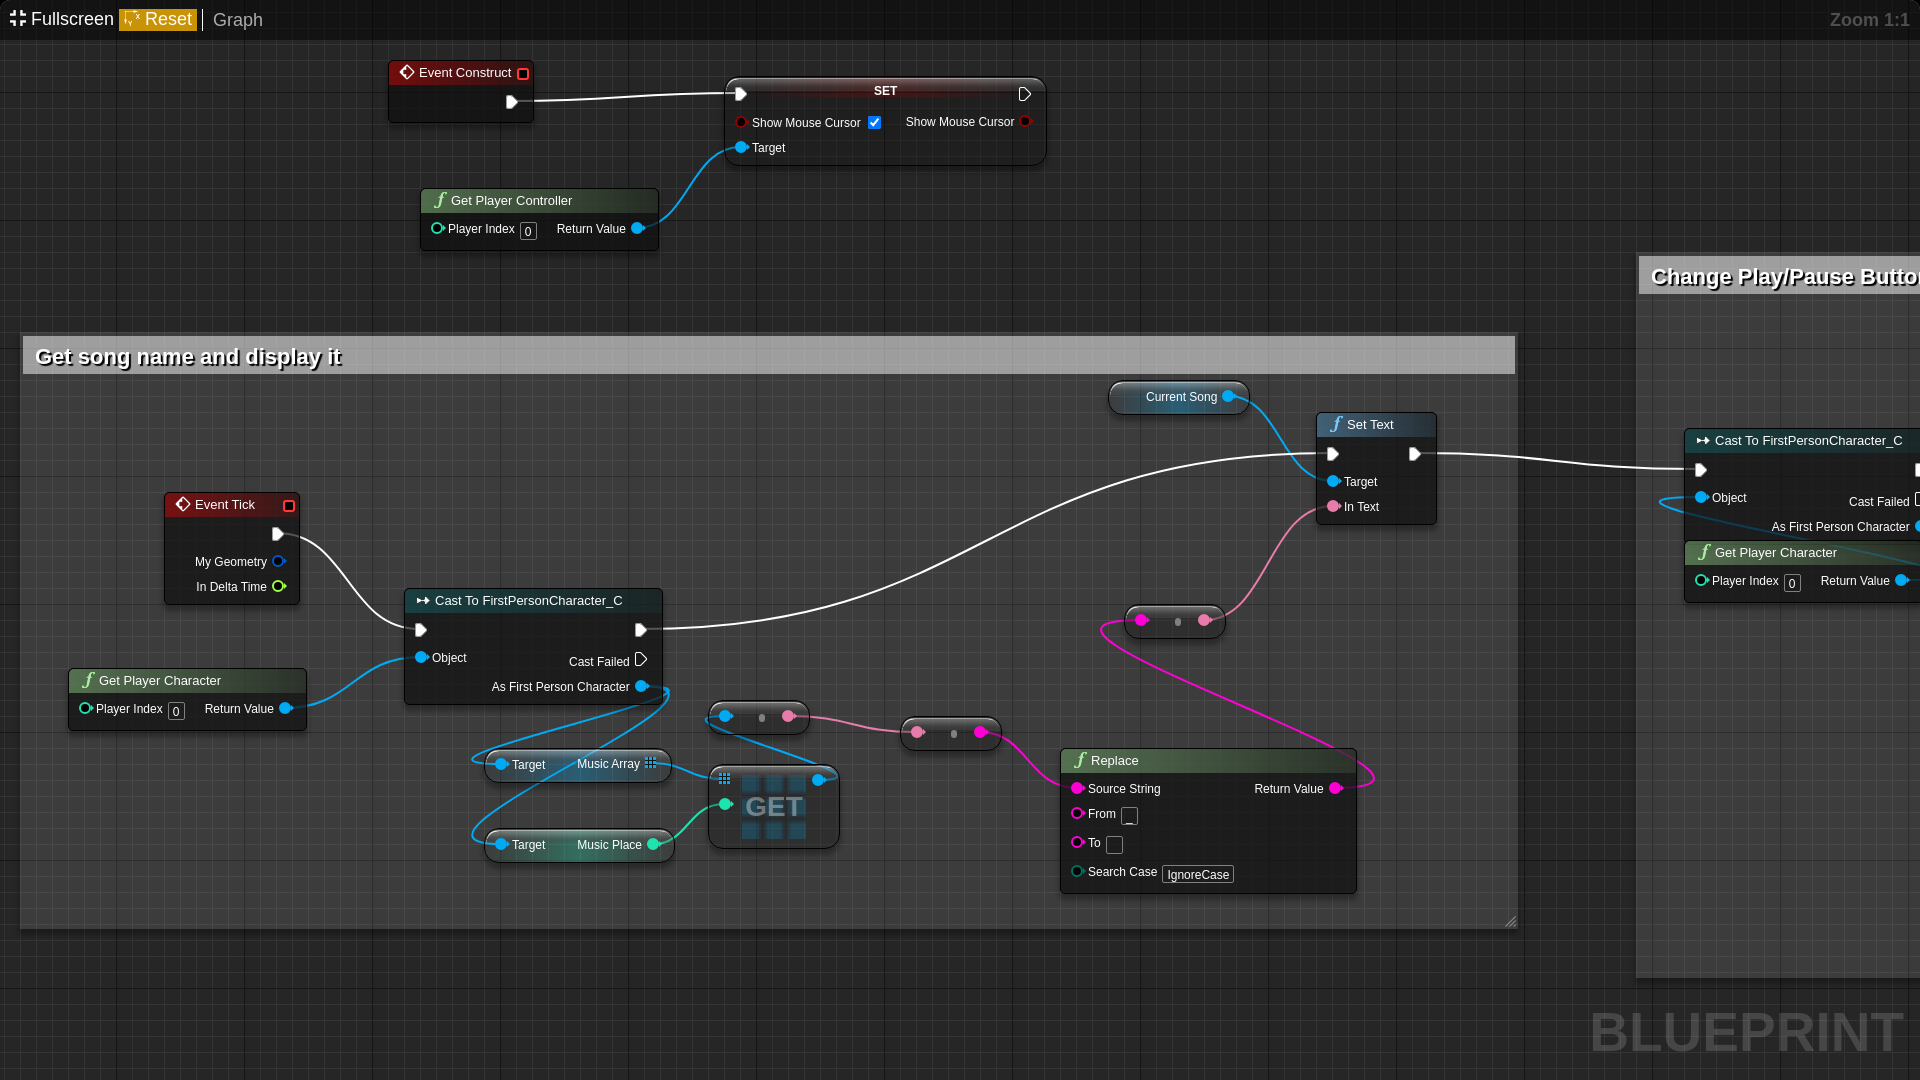 Fullscreen Reset Graph Zoom 1:1
Event Construct
SET
Show Mouse Cursor Show Mouse Cursor
Target
Get Player Controller
Player Index 0 Return Value
Change Play/Pause Butto
Get song name and display it
Current Song
Set Text
Target
In Text
Cast To FirstPersonCharacter_C
Object
Cast Failed
As First Person Character
Get Player Character
Player Index 0 Return Value
Event Tick
My Geometry
In Delta Time
Cast To FirstPersonCharacter_C
Object
Cast Failed
As First Person Character
Get Player Character
Player Index 0 Return Value
Target Music Array
GET
Target Music Place
Replace
Source String Return Value
From _
To
Search Case IgnoreCase
BLUEPRINT